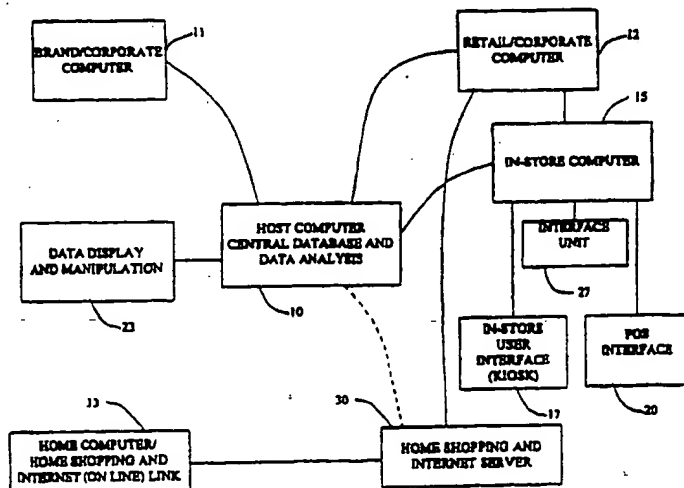 11
BRAND/CORPORATE
COMPUTER
RETAIL/CORPORATE
COMPUTER
12
15
IN-STORE COMPUTER
HOST COMPUTER
CENTRAL DATABASE AND
DATA ANALYSIS
10
DATA DISPLAY
AND MANIPULATION
23
INTERFACE
UNIT
27
IN-STORE
USER
INTERFACE
(KIOSK)
17
POS
INTERFACE
20
13
HOME COMPUTER/
HOME SHOPPING AND
INTERNET (ON LINE) LINK
30
HOME SHOPPING AND
INTERNET SERVER